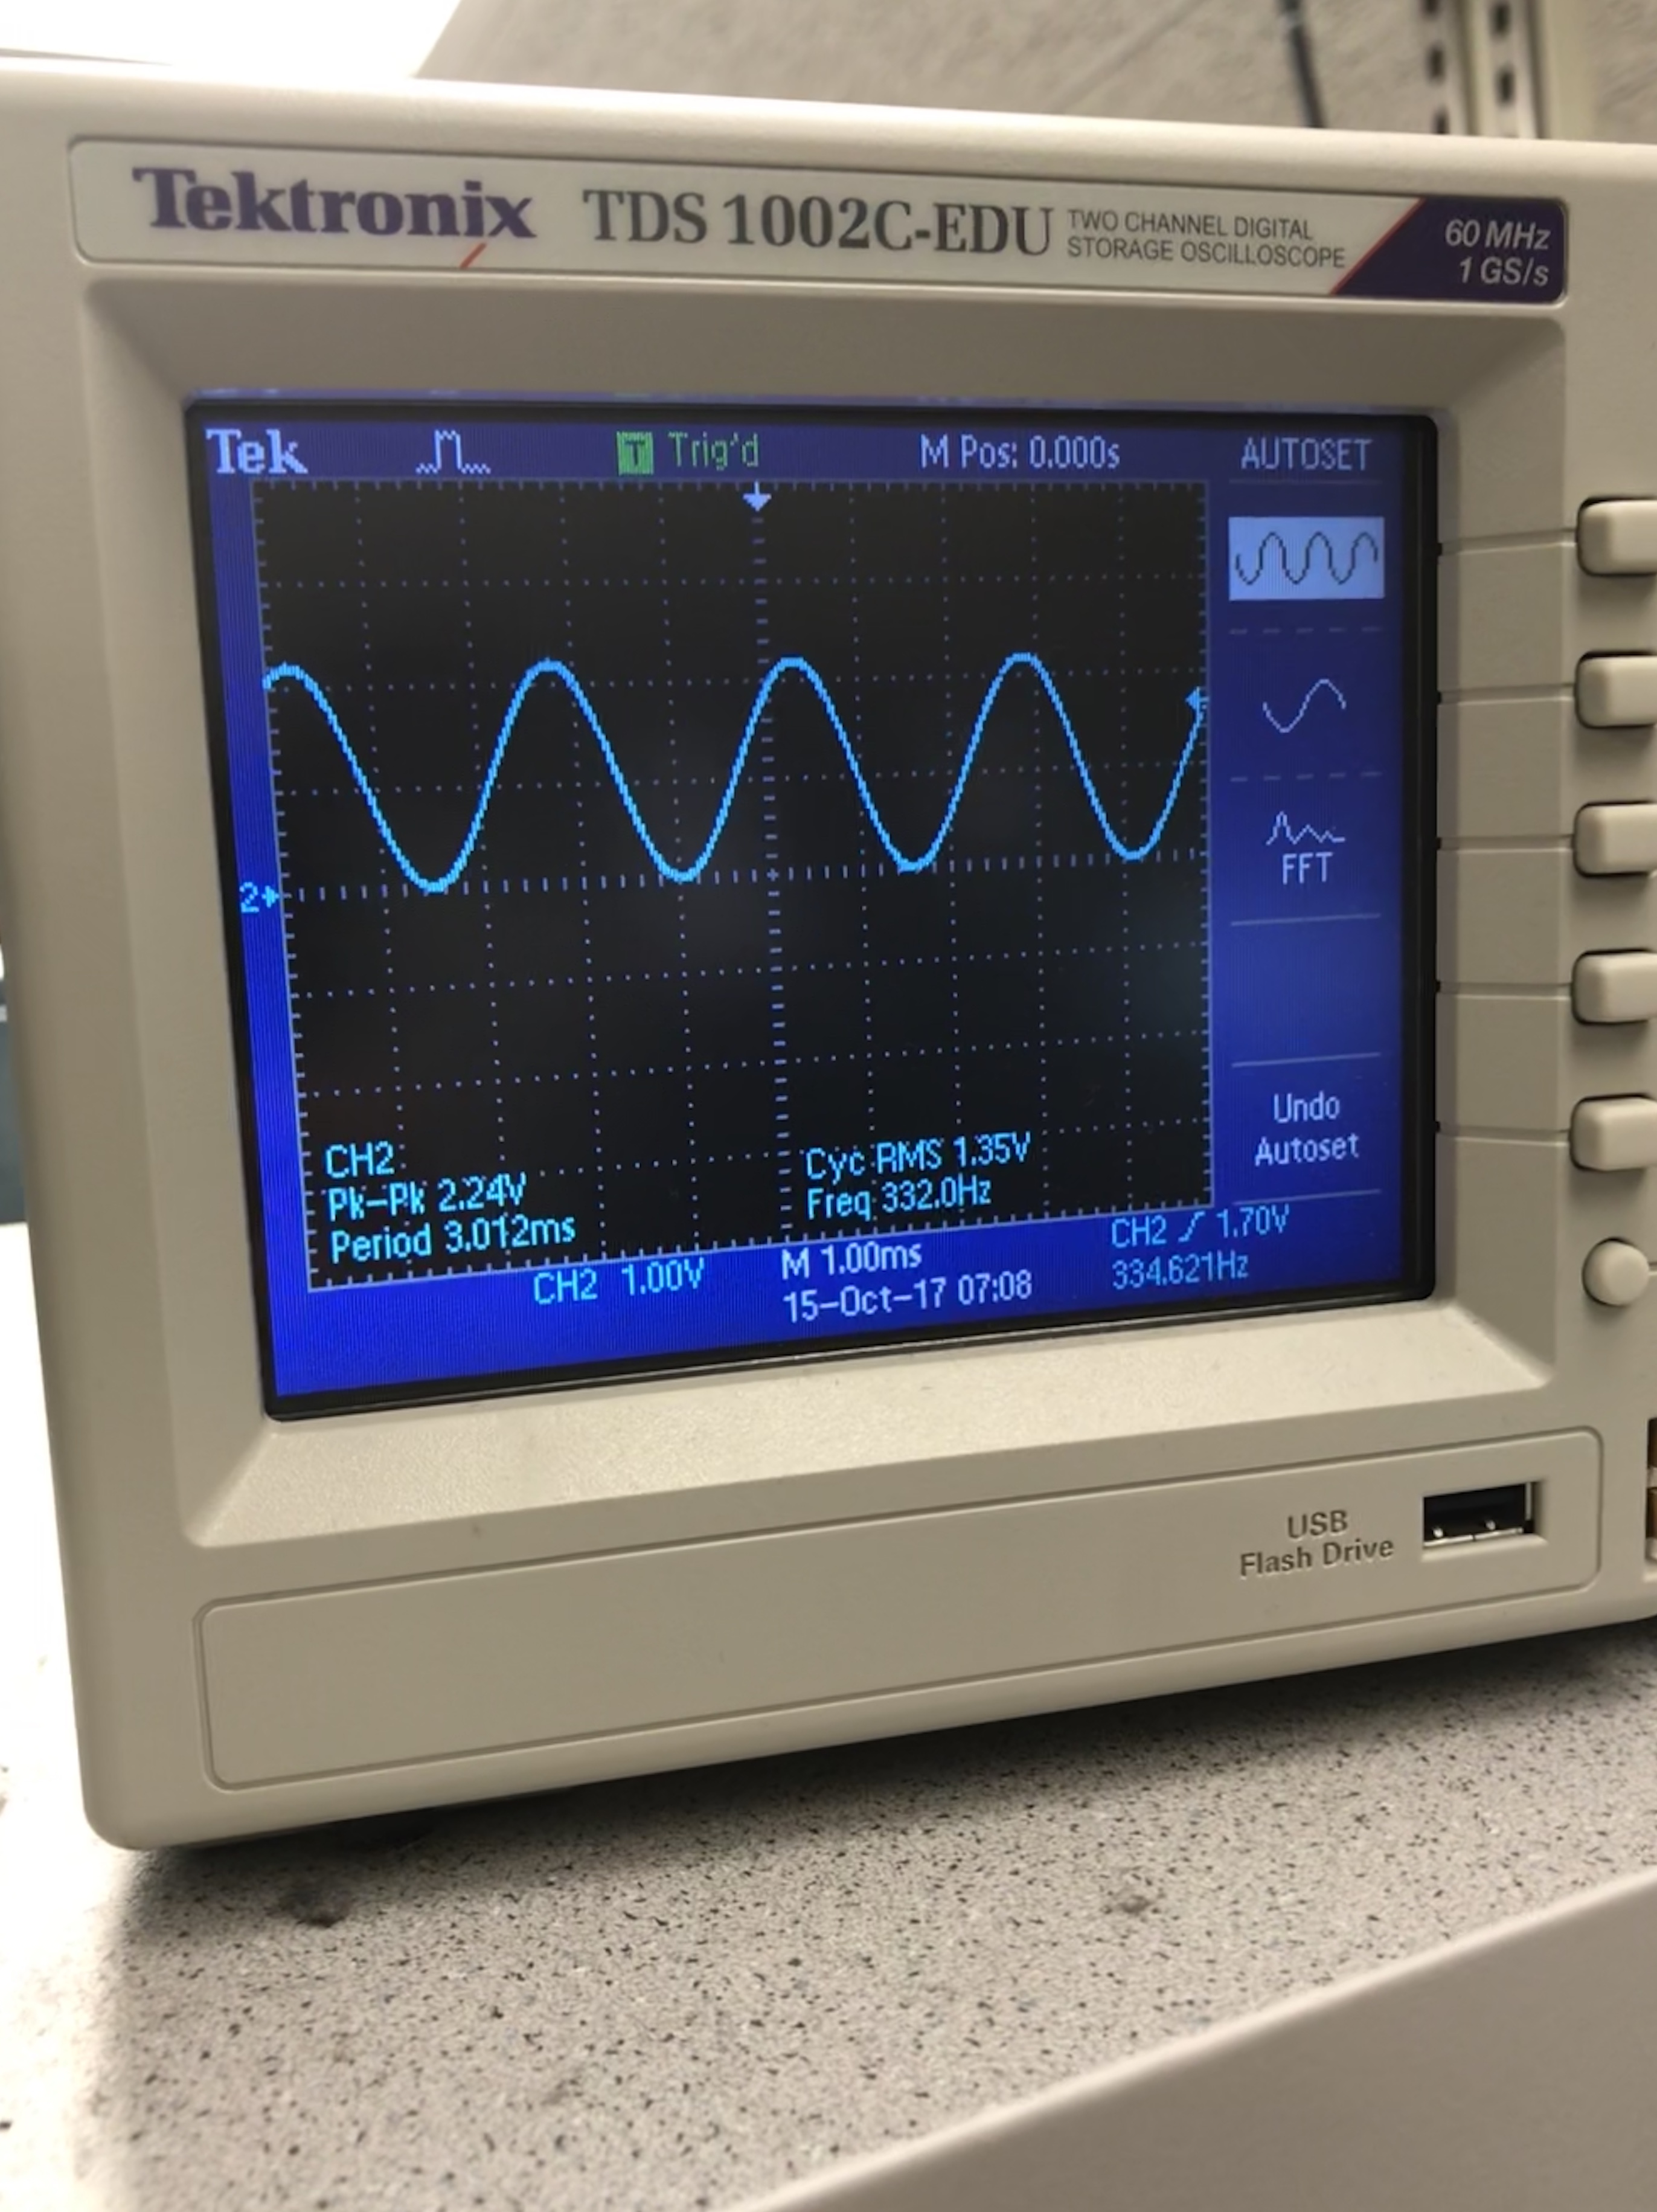 Tektronix TDS 1002C-EDU TWO CHANNEL DIGITAL
STORAGE OSCILLOSCOPE
60 MHz
1 GS/s
Tek T Trig'd M Pos: 0.000s AUTOSET
2
FFT
Undo
Autoset
CH2
Pk-Pk 2.24V
Period 3.012ms
Cyc RMS 1.35V
Freq 332.0Hz
CH2 1.00V
M 1.00ms
15-Oct-17 07:08
CH2 1.70V
334.621Hz
USB
Flash Drive